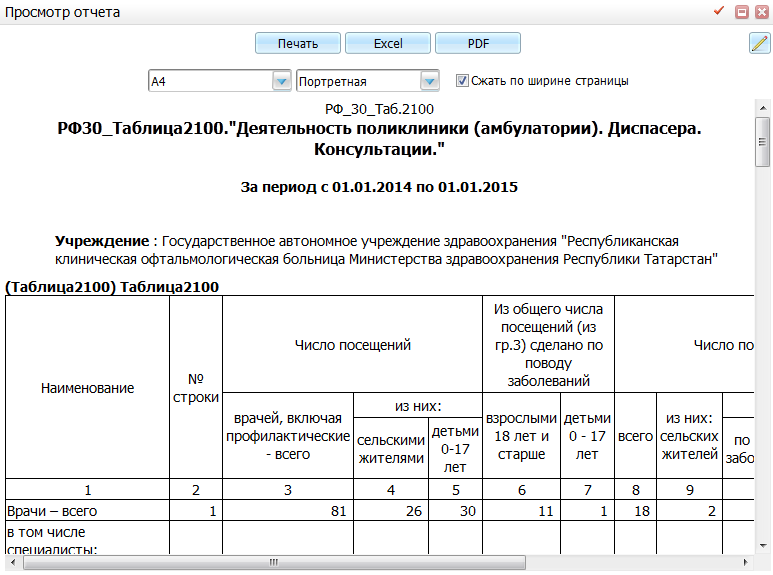 Просмотр отчета
Печать
Excel
PDF
A4
Портретная
Сжать по ширине страницы
РФ_30_Таб.2100
РФ30_Таблица2100."Деятельность поликлиники (амбулатории). Диспасера.
Консультации."
За период с 01.01.2014 по 01.01.2015
Учреждение : Государственное автономное учреждение здравоохранения "Республиканская
клиническая офтальмологическая больница Министерства здравоохранения Республики Татарстан"
(Таблица2100) Таблица2100
Наименование
№
строки
Число посещений
врачей, включая
профилактические
- всего
из них:
сельскими
жителями
детьми
0-17
лет
Из общего числа
посещений (из
гр.3) сделано по
поводу
заболеваний
взрослыми
18 лет и
старше
детьми
0 - 17
лет
Число по
всего
из них:
сельских
жителей
по
забо
1 2 3 4 5 6 7 8 9
Врачи – всего 1 81 26 30 11 1 18 2
в том числе
специалисты: